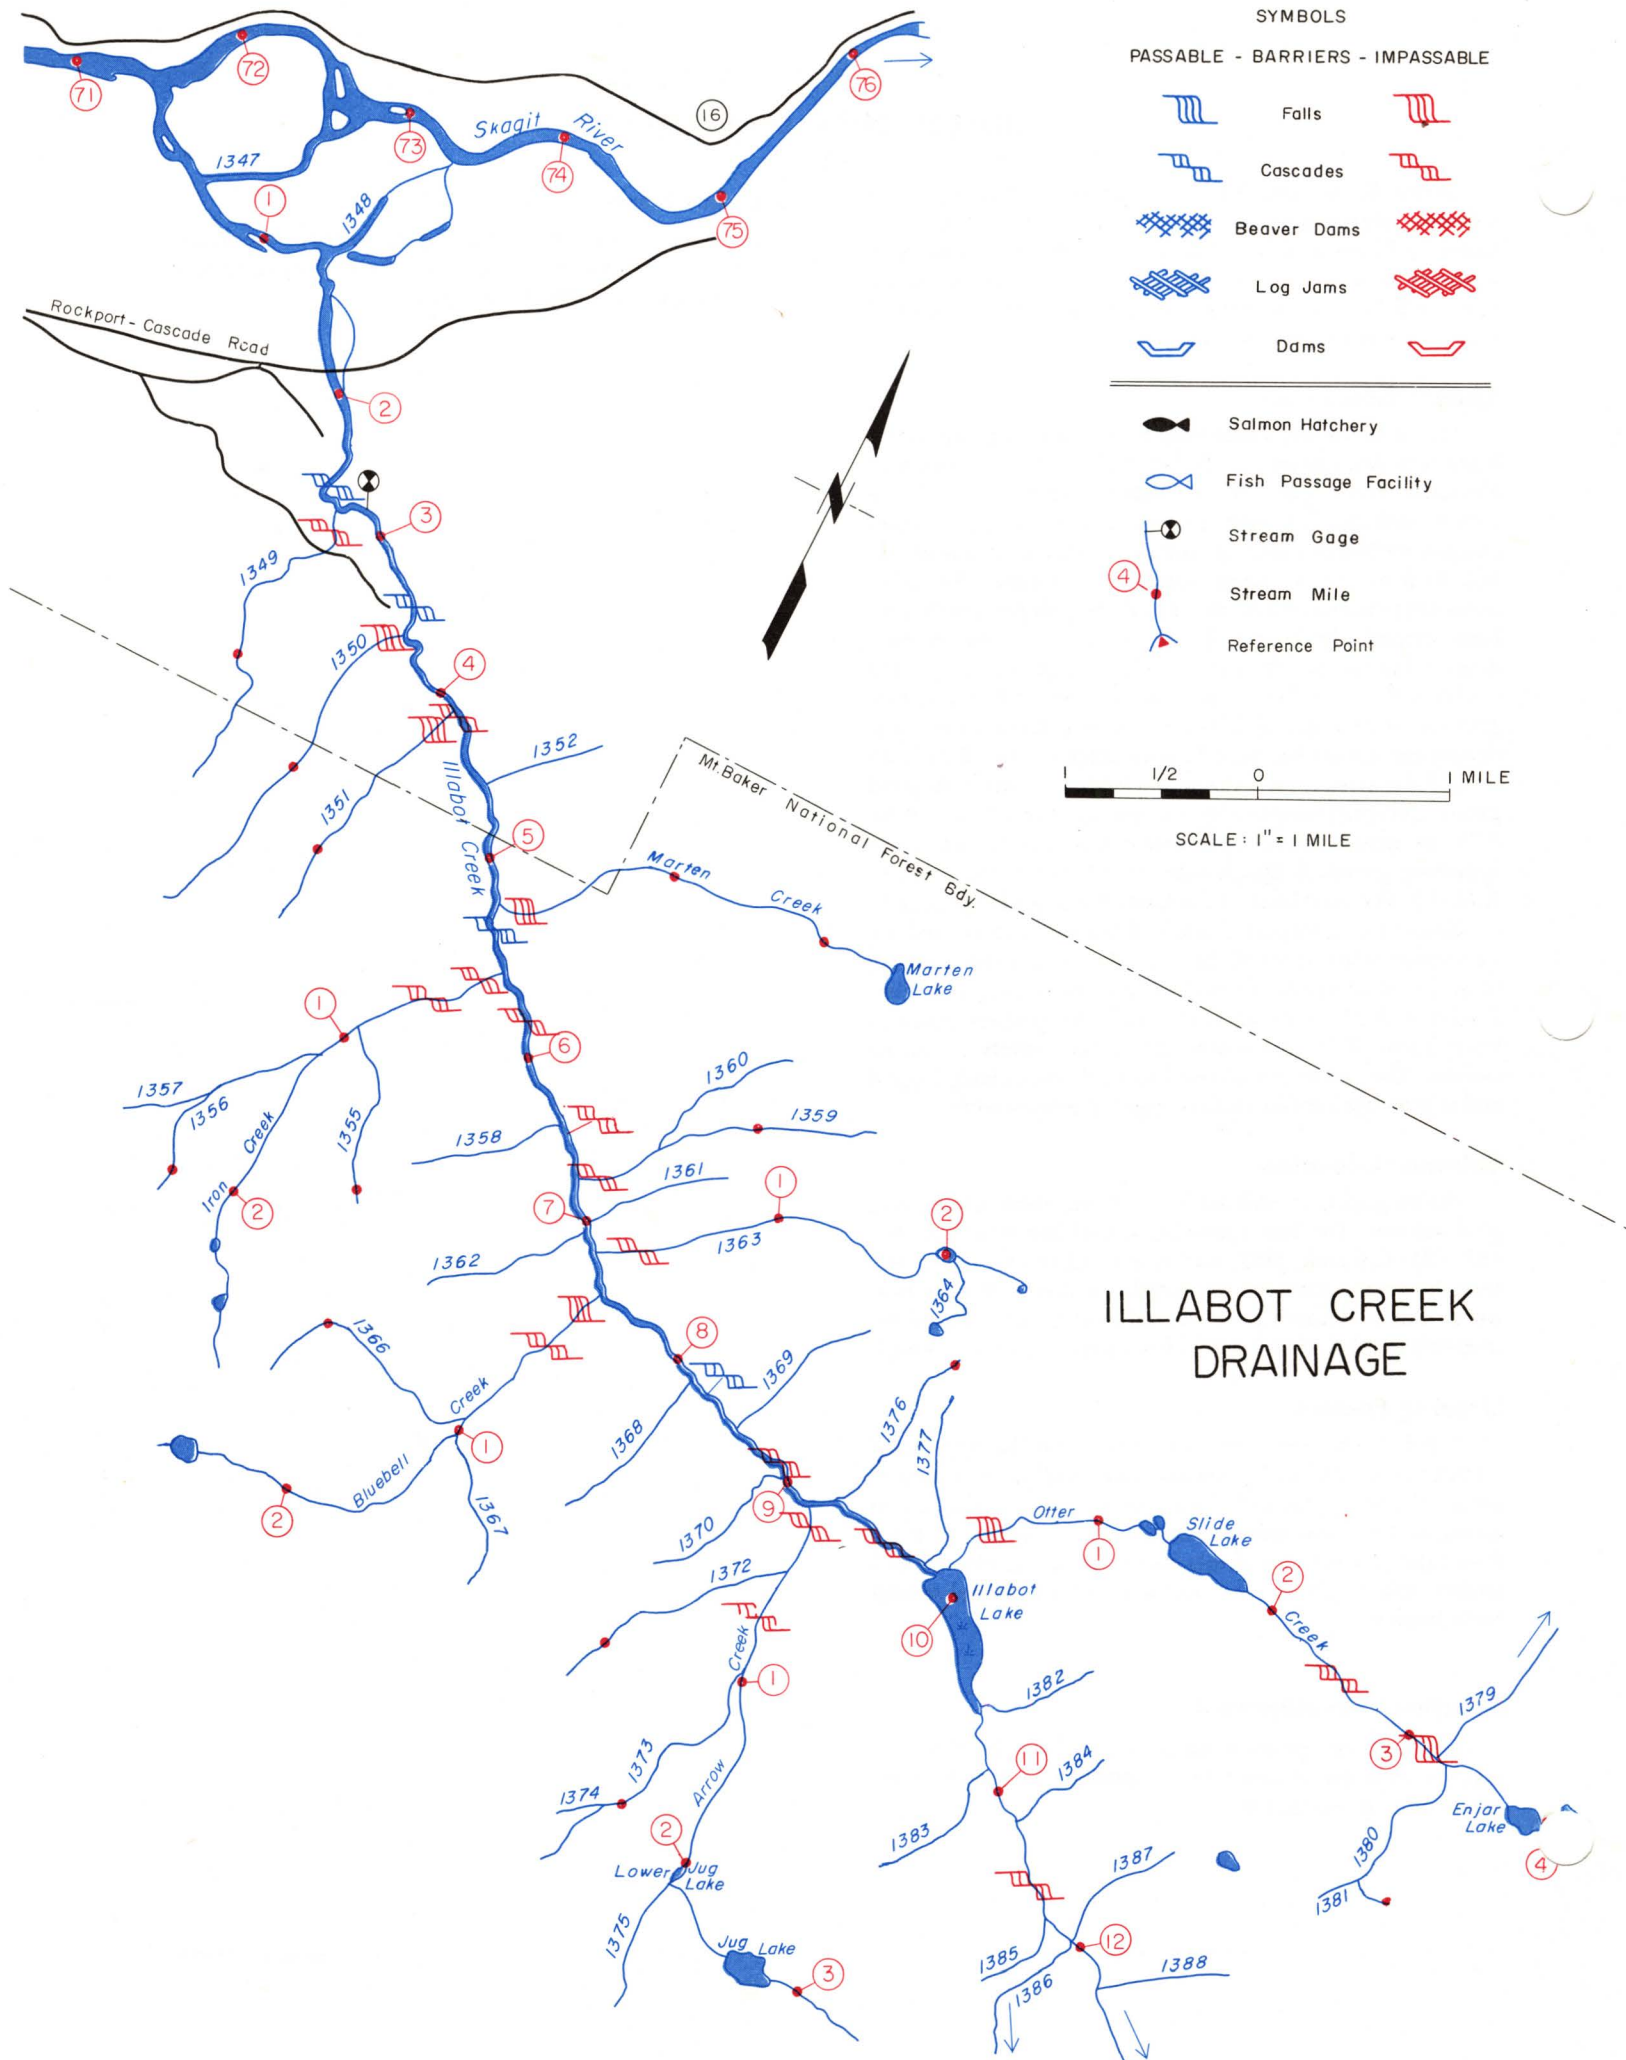 SYMBOLS
PASSABLE - BARRIERS - IMPASSABLE
Falls
Cascades
Beaver Dams
Log Jams
Dams
Salmon Hatchery
Fish Passage Facility
Stream Gage
4
Stream Mile
Reference Point
1 1/2 0 1 MILE
SCALE: 1" = 1 MILE
ILLABOT CREEK
DRAINAGE
71
72
73
74
75
76
16
Skagit River
1347
1
1348
Rockport-Cascade Road
2
3
1349
1350
4
1352
1351
Illabot Creek
5
Mt. Baker National Forest Bdy.
Marten Creek
Marten
Lake
1
6
1357
1356
1355
Iron Creek
2
1358
1360
1359
1361
7
1
1362
1363
2
1364
8
1366
1369
1368
Bluebell Creek
1
2
1367
1376
1377
9
1370
1372
Otter Creek
1
Slide
Lake
2
Illabot
Lake
10
Arrow Creek
1
1382
1379
3
1373
1374
11
1384
1383
Enjar
Lake
4
1380
1381
2
Lower Jug
Lake
1375
Jug Lake
3
1387
12
1385
1386
1388